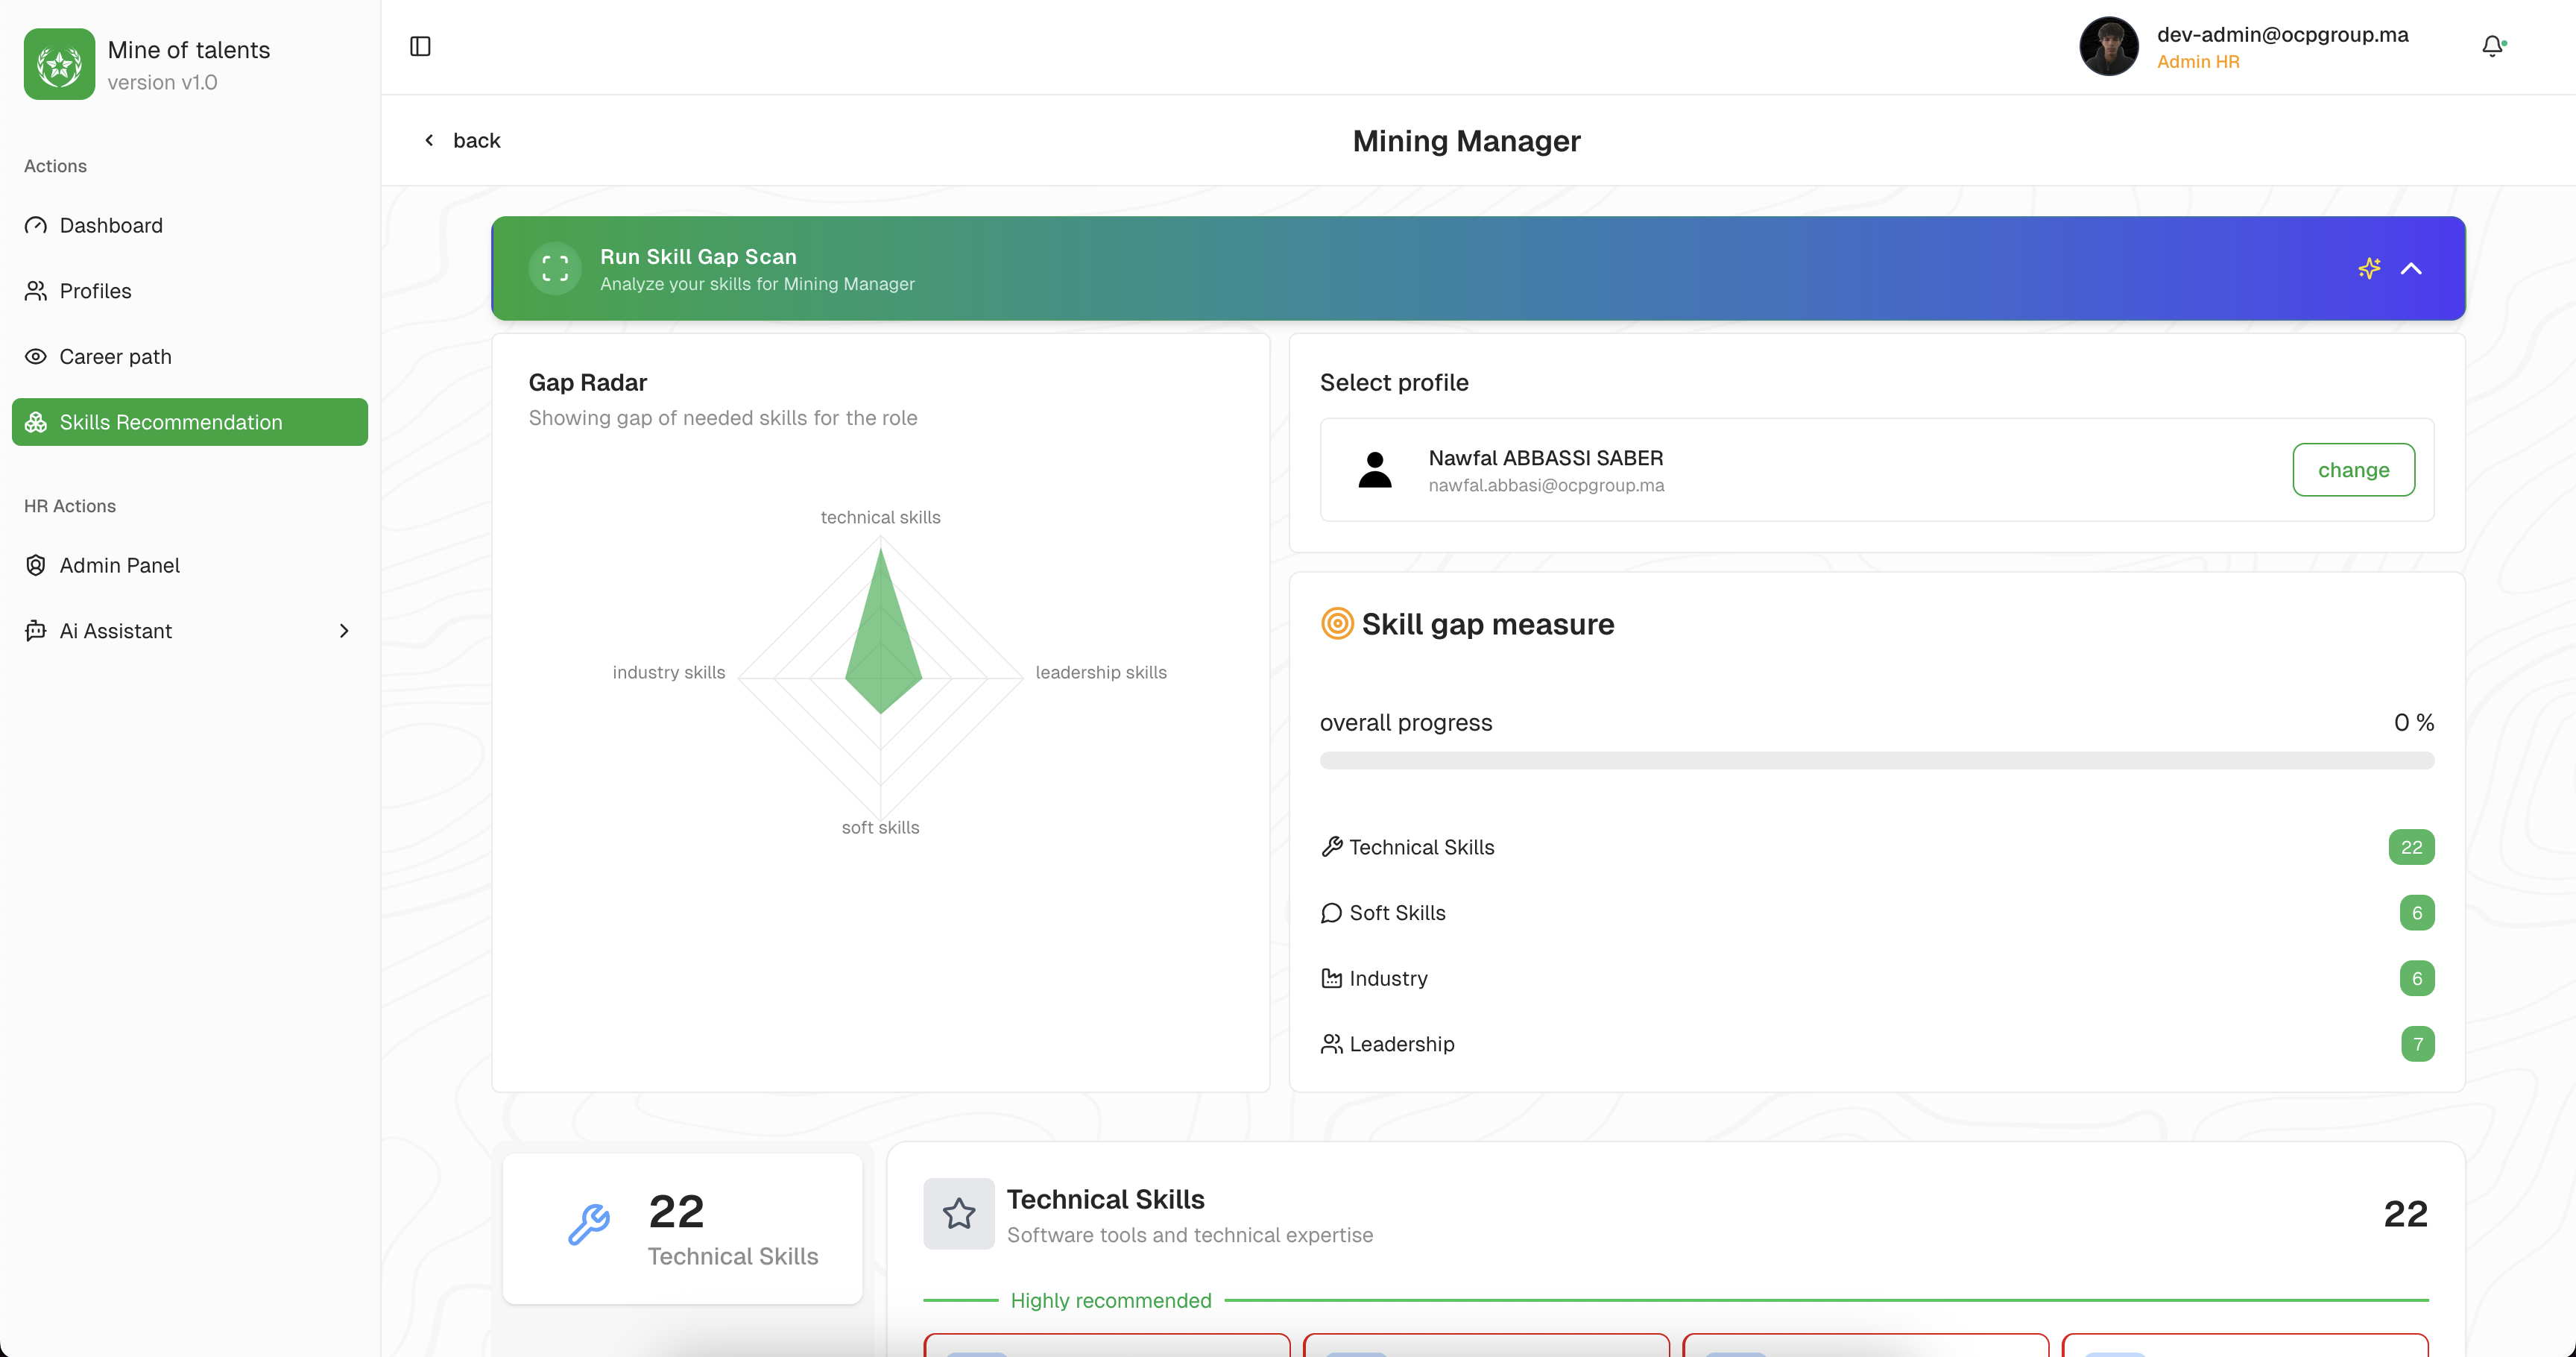 Mine of talents
version v1.0
Actions
Dashboard
Profiles
Career path
Skills Recommendation
HR Actions
Admin Panel
Ai Assistant
dev-admin@ocpgroup.ma
Admin HR
back
Mining Manager
Run Skill Gap Scan
Analyze your skills for Mining Manager
Gap Radar
Showing gap of needed skills for the role
technical skills
industry skills
leadership skills
soft skills
Select profile
Nawfal ABBASSI SABER
nawfal.abbasi@ocpgroup.ma
change
Skill gap measure
overall progress 0 %
Technical Skills 22
Soft Skills 6
Industry 6
Leadership 7
22
Technical Skills
Technical Skills
Software tools and technical expertise
22
Highly recommended